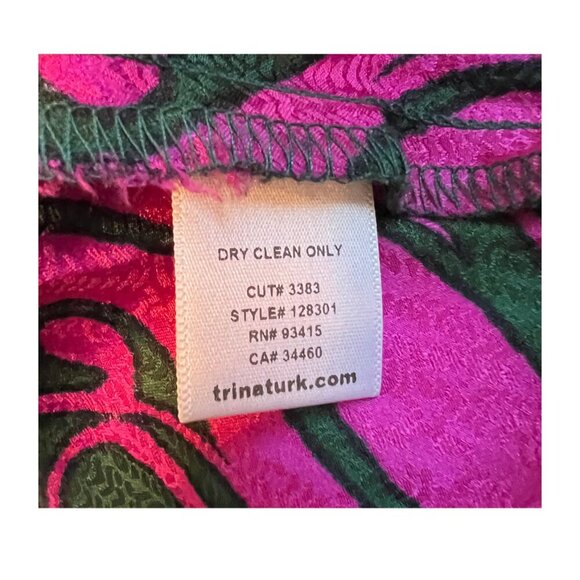 DRY CLEAN ONLY
CUT# 3383
STYLE# 128301
RN# 93415
CA# 34460
trinaturk.com